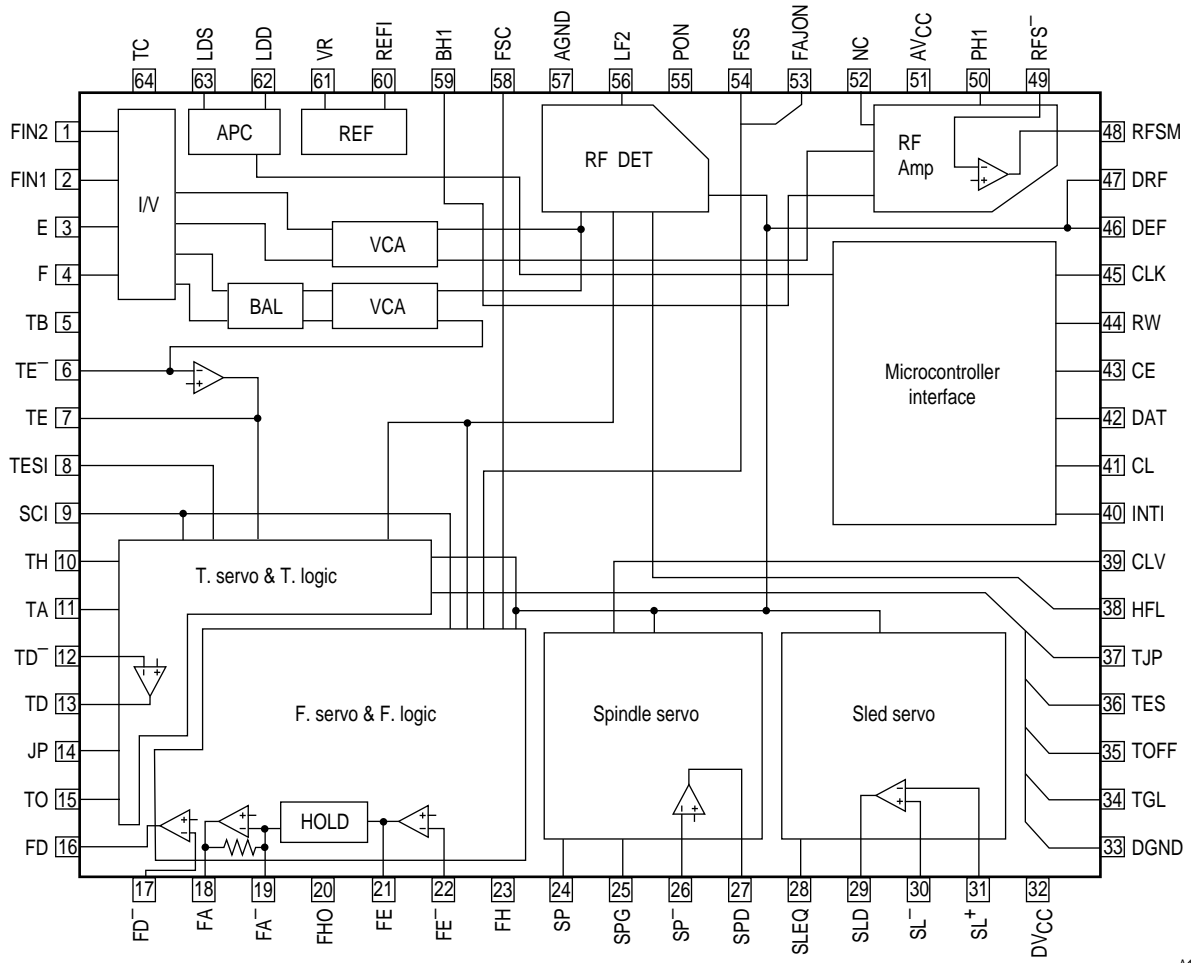 TC LDS LDD VR REFI BH1 FSC AGND LF2 PON FSS FAJON NC AVCC PH1 RFS¯
64 63 62 61 60 59 58 57 56 55 54 53 52 51 50 49
FIN2 1
FIN1 2
E 3
F 4
TB 5
TE¯ 6
TE 7
TESI 8
SCI 9
TH 10
TA 11
TD¯ 12
TD 13
JP 14
TO 15
FD 16
APC
REF
I/V
VCA
BAL
VCA
RF DET
RF
Amp
Microcontroller
interface
T. servo & T. logic
F. servo & F. logic
HOLD
Spindle servo
Sled servo
48 RFSM
47 DRF
46 DEF
45 CLK
44 RW
43 CE
42 DAT
41 CL
40 INTI
39 CLV
38 HFL
37 TJP
36 TES
35 TOFF
34 TGL
33 DGND
17 18 19 20 21 22 23 24 25 26 27 28 29 30 31 32
FD¯ FA FA¯ FHO FE FE¯ FH SP SPG SP¯ SPD SLEQ SLD SL¯ SL+ DVCC